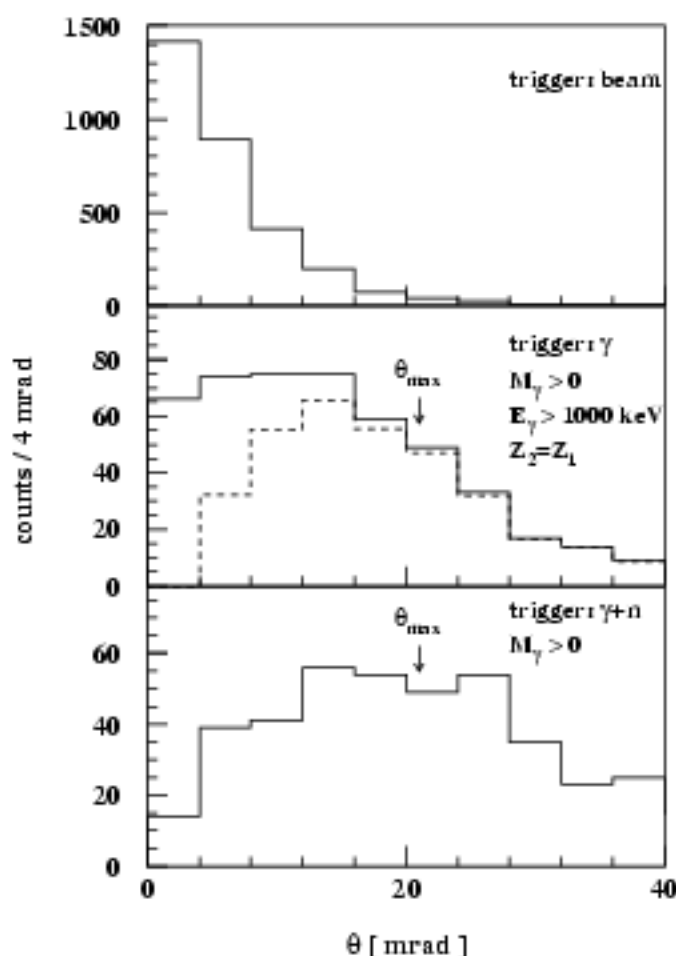 1500
1000
500
0
trigger: beam
80
60
40
20
0
θmax
trigger: γ
Mγ > 0
Eγ > 1000 keV
Z2=Z1
60
40
20
0
θmax
trigger: γ+n
Mγ > 0
counts / 4 mrad
0 20 40
θ [ mrad ]